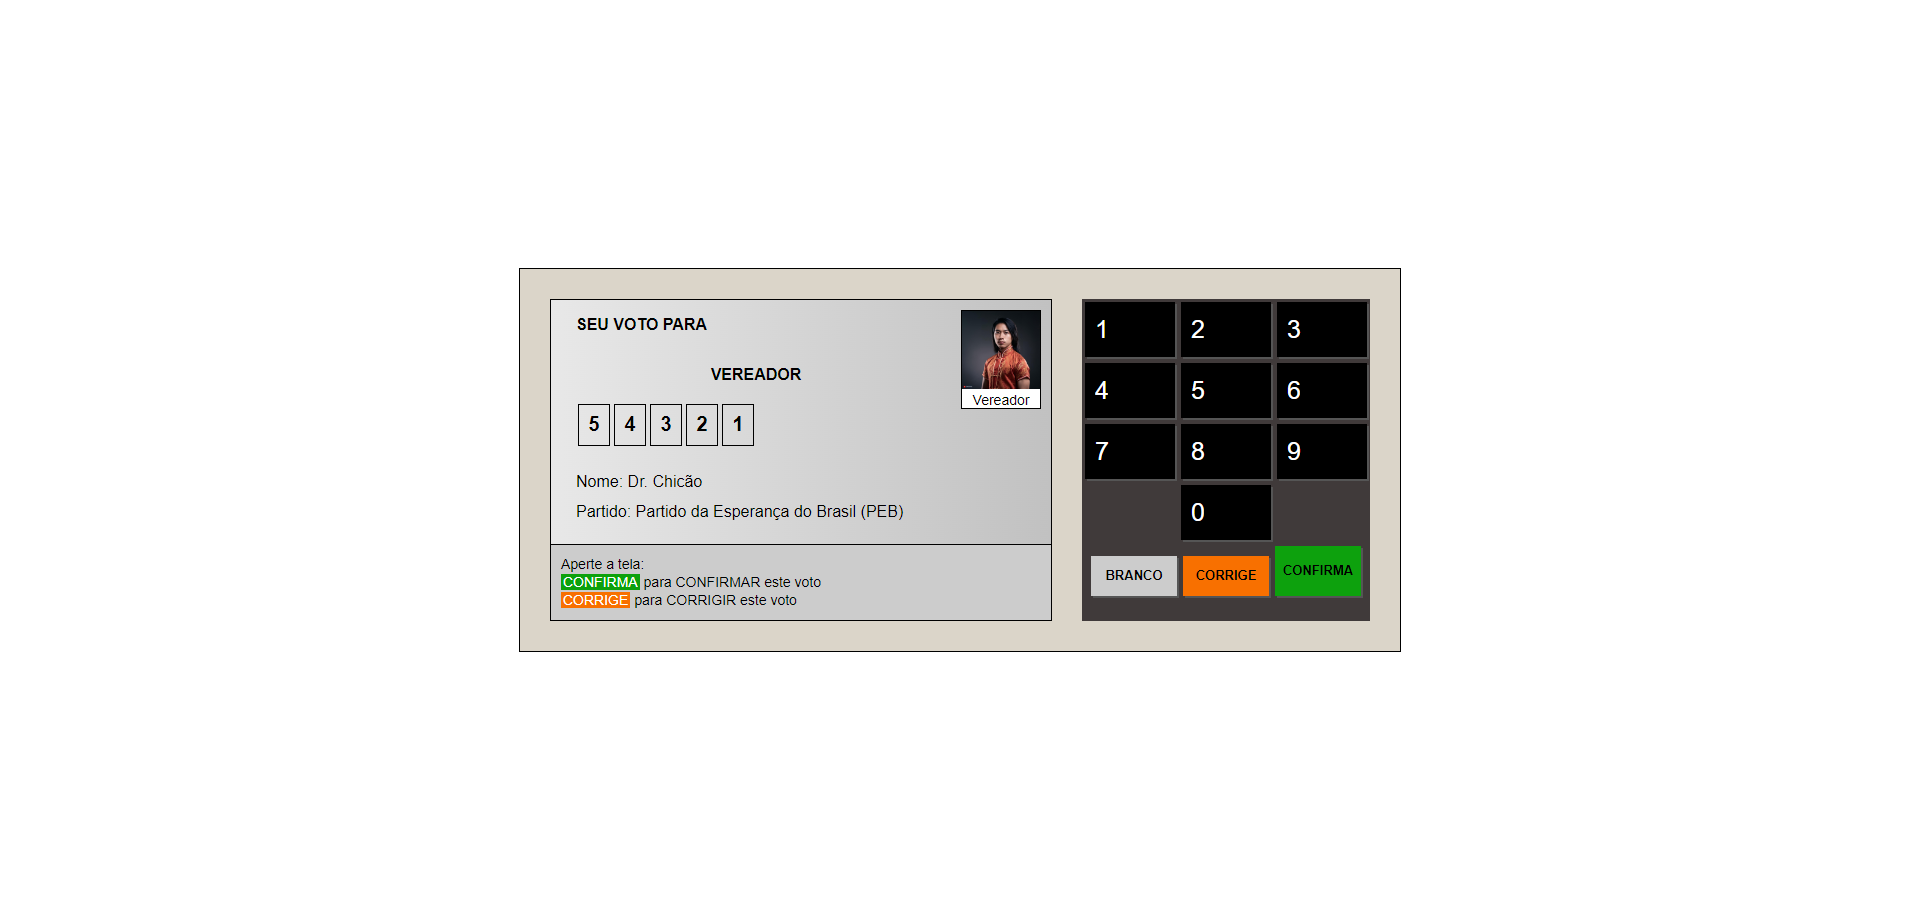 SEU VOTO PARA
VEREADOR
5 4 3 2 1
Nome: Dr. Chicão
Partido: Partido da Esperança do Brasil (PEB)
Vereador
Aperte a tela:
CONFIRMA para CONFIRMAR este voto
CORRIGE para CORRIGIR este voto
1 2 3
4 5 6
7 8 9
0
BRANCO CORRIGE CONFIRMA